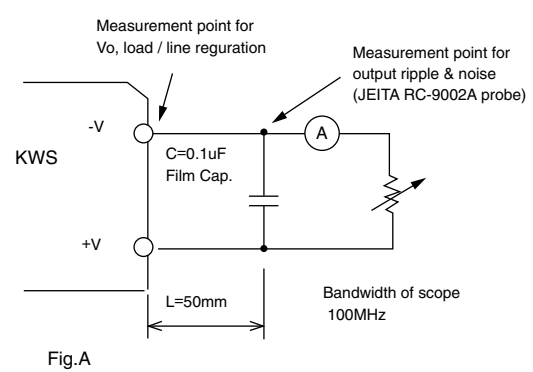 Measurement point for
Vo, load / line reguration
Measurement point for
output ripple & noise
(JEITA RC-9002A probe)
-V
A
KWS
C=0.1uF
Film Cap.
+V
L=50mm
Bandwidth of scope
100MHz
Fig.A